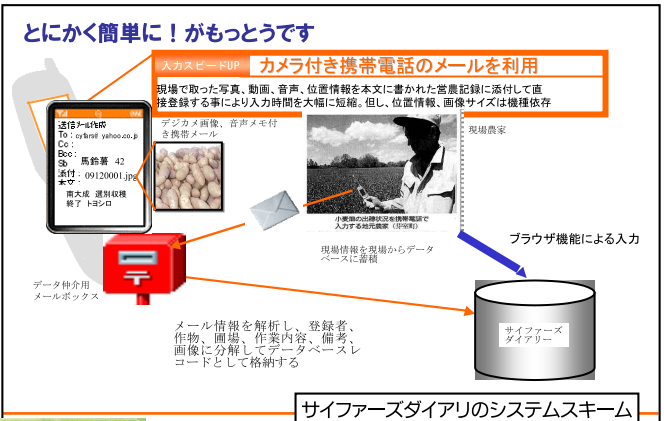 とにかく簡単に！がもっとうです
入力スピードUP カメラ付き携帯電話のメールを利用
現場で取った写真、動画、音声、位置情報を本文に書かれた営農記録に添付して直
接登録する事により入力時間を大幅に短縮。但し、位置情報、画像サイズは機種依存
送信メール作成
To: cyfars@yahoo.co.jp
Cc:
Bcc:
Sb 馬鈴薯 42
添付: 09120001.jpg
本文:
南大成 選別収穫
終了 トヨシロ
デジカメ画像、音声メモ付
き携帯メール
現場農家
小麦畑の出穂状況を携帯電話で
入力する地元農家（芽室町）
現場情報を現場からデータ
ベースに蓄積
ブラウザ機能による入力
データ仲介用
メールボックス
サイファーズ
ダイアリー
メール情報を解析し、登録者、
作物、圃場、作業内容、備考、
画像に分解してデータベースレ
コードとして格納する
サイファーズダイアリのシステムスキーム